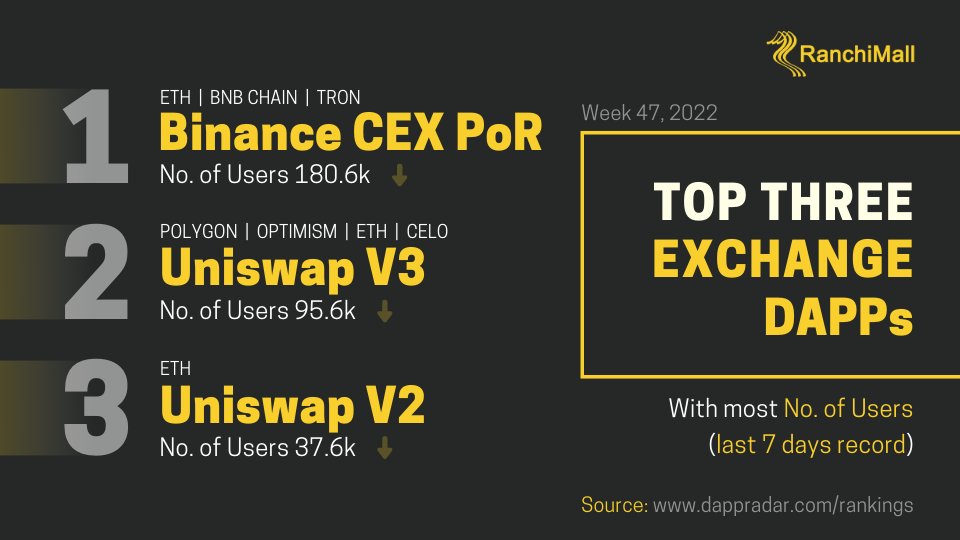 1
ETH | BNB CHAIN | TRON
Binance CEX PoR
No. of Users 180.6k
2
POLYGON | OPTIMISM | ETH | CELO
Uniswap V3
No. of Users 95.6k
3
ETH
Uniswap V2
No. of Users 37.6k
RanchiMall
Week 47, 2022
TOP THREE
EXCHANGE
DAPPs
With most No. of Users
(last 7 days record)
Source: www.dappradar.com/rankings